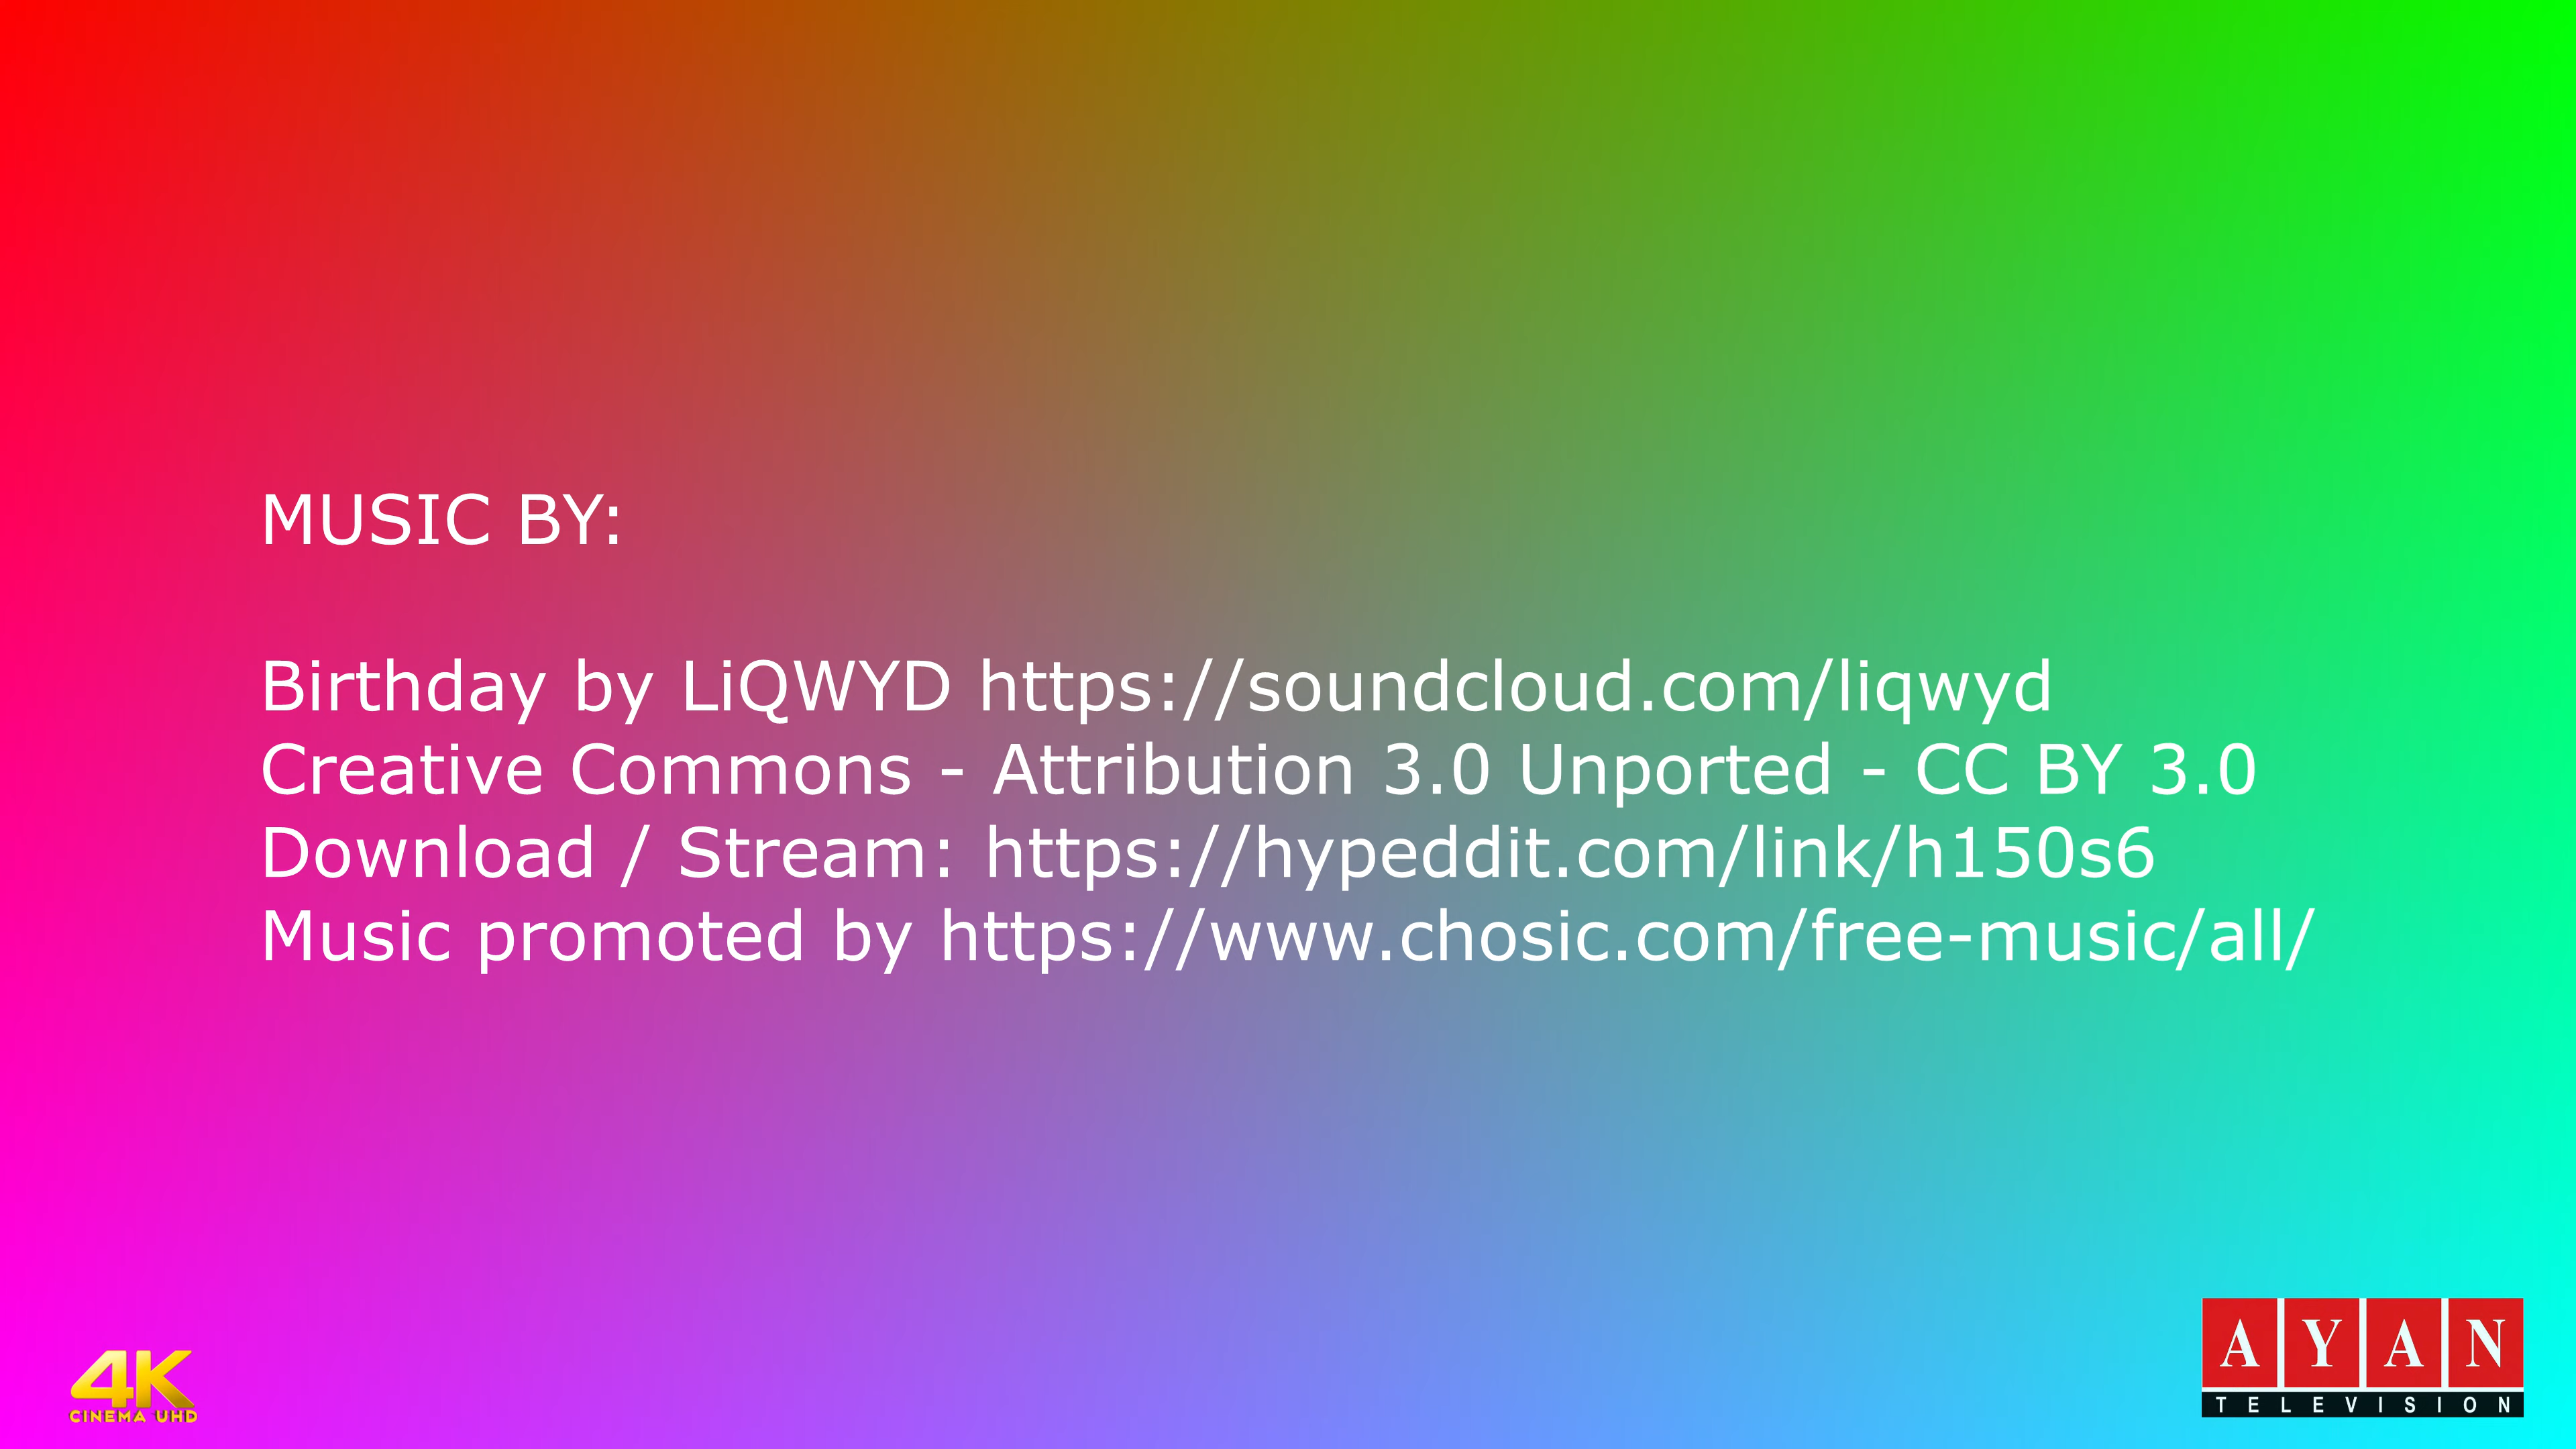 MUSIC BY:
Birthday by LiQWYD https://soundcloud.com/liqwyd
Creative Commons - Attribution 3.0 Unported - CC BY 3.0
Download / Stream: https://hypeddit.com/link/h150s6
Music promoted by https://www.chosic.com/free-music/all/
4K
CINEMA UHD
AYAN
TELEVISION